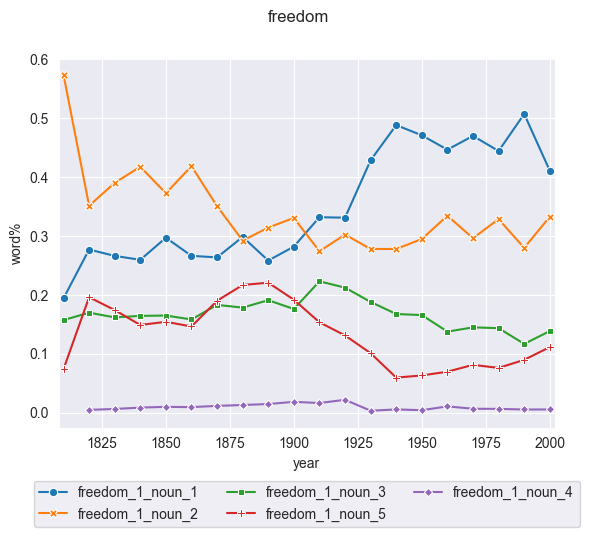 freedom
0.6
0.5
0.4
0.3
0.2
0.1
0.0
word%
1825 1850 1875 1900 1925 1950 1975 2000
year
freedom_1_noun_1 freedom_1_noun_3 freedom_1_noun_4
freedom_1_noun_2 freedom_1_noun_5